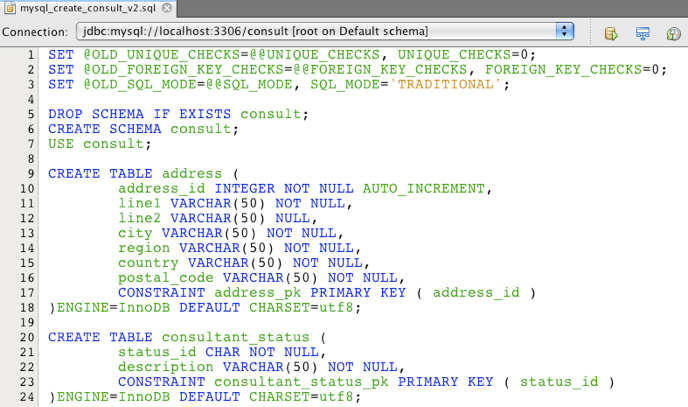 mysql_create_consult_v2.sql
Connection: jdbc:mysql://localhost:3306/consult [root on Default schema]
1 SET @OLD_UNIQUE_CHECKS=@@UNIQUE_CHECKS, UNIQUE_CHECKS=0;
2 SET @OLD_FOREIGN_KEY_CHECKS=@@FOREIGN_KEY_CHECKS, FOREIGN_KEY_CHECKS=0;
3 SET @OLD_SQL_MODE=@@SQL_MODE, SQL_MODE='TRADITIONAL';
4
5 DROP SCHEMA IF EXISTS consult;
6 CREATE SCHEMA consult;
7 USE consult;
8
9 CREATE TABLE address (
10 address_id INTEGER NOT NULL AUTO_INCREMENT,
11 line1 VARCHAR(50) NOT NULL,
12 line2 VARCHAR(50) NULL,
13 city VARCHAR(50) NOT NULL,
14 region VARCHAR(50) NOT NULL,
15 country VARCHAR(50) NOT NULL,
16 postal_code VARCHAR(50) NOT NULL,
17 CONSTRAINT address_pk PRIMARY KEY ( address_id )
18 )ENGINE=InnoDB DEFAULT CHARSET=utf8;
19
20 CREATE TABLE consultant_status (
21 status_id CHAR NOT NULL,
22 description VARCHAR(50) NOT NULL,
23 CONSTRAINT consultant_status_pk PRIMARY KEY ( status_id )
24 )ENGINE=InnoDB DEFAULT CHARSET=utf8;